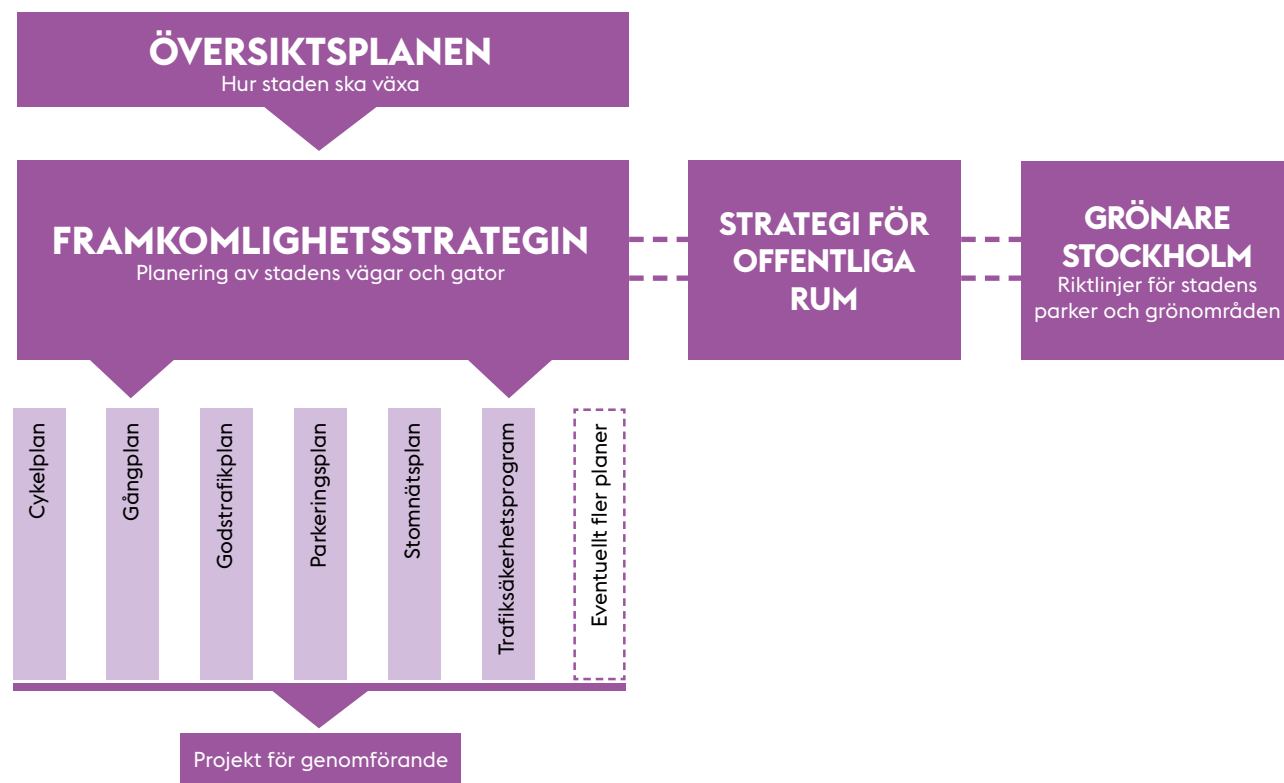 ÖVERSIKTSPLANEN
Hur staden ska växa
FRAMKOMLIGHETSSTRATEGIN
Planering av stadens vägar och gator
STRATEGI FÖR
OFFENTLIGA
RUM
GRÖNARE
STOCKHOLM
Riktlinjer för stadens
parker och grönområden
Cykelplan
Gångplan
Godstrafikplan
Parkeringsplan
Stomnätsplan
Trafiksäkerhetsprogram
Eventuellt fler planer
Projekt för genomförande